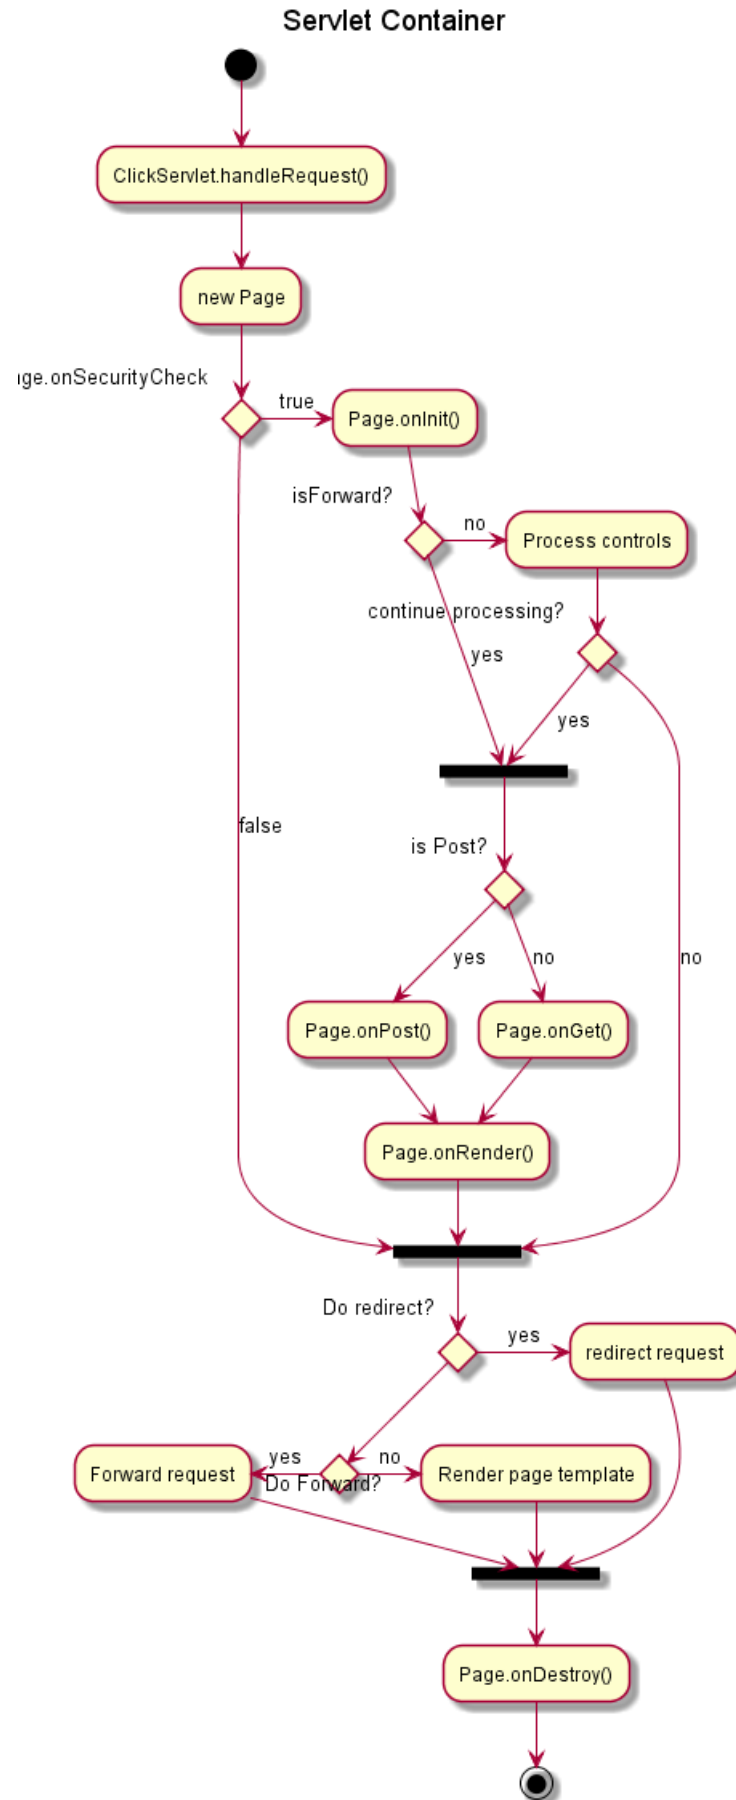 Servlet Container
ClickServlet.handleRequest()
new Page
age.onSecurityCheck
true
Page.onInit()
isForward?
no
Process controls
continue processing?
yes
yes
false
is Post?
yes
no
no
Page.onPost()
Page.onGet()
Page.onRender()
Do redirect?
yes
redirect request
Forward request
yes
Do Forward?
no
Render page template
Page.onDestroy()